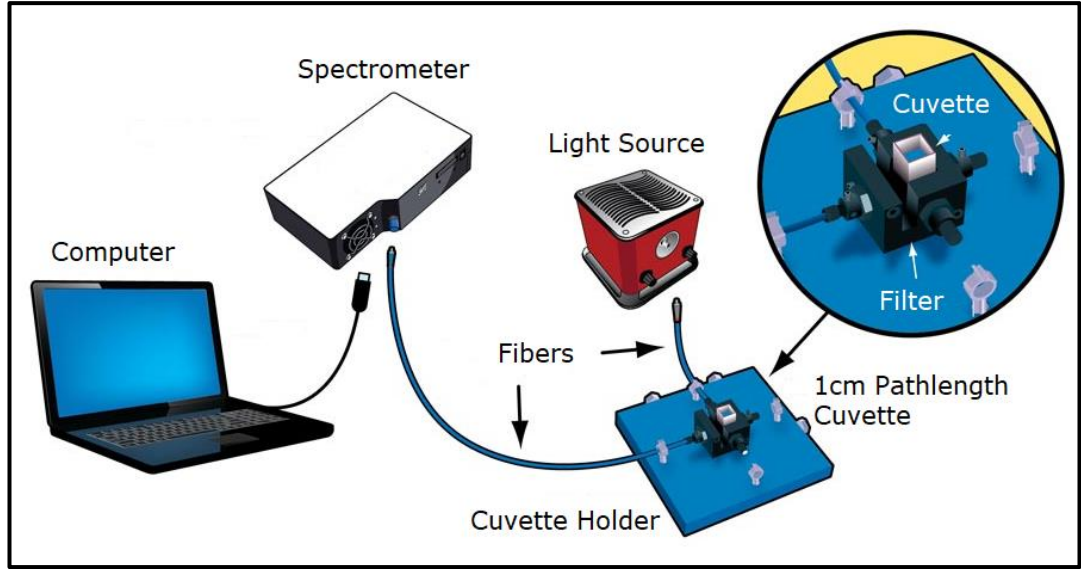 Spectrometer
Light Source
Cuvette
Computer
Filter
Fibers
1cm Pathlength
Cuvette
Cuvette Holder